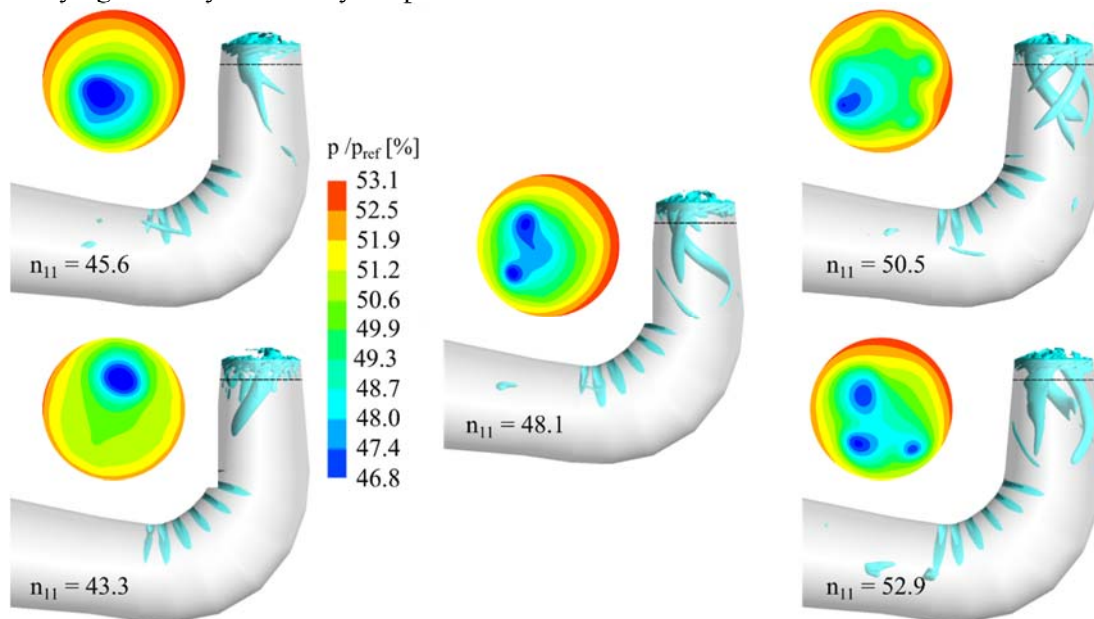 p /p_ref [%]
53.1
52.5
51.9
51.2
50.6
49.9
49.3
48.7
48.0
47.4
46.8
n₁₁ = 45.6
n₁₁ = 43.3
n₁₁ = 48.1
n₁₁ = 50.5
n₁₁ = 52.9